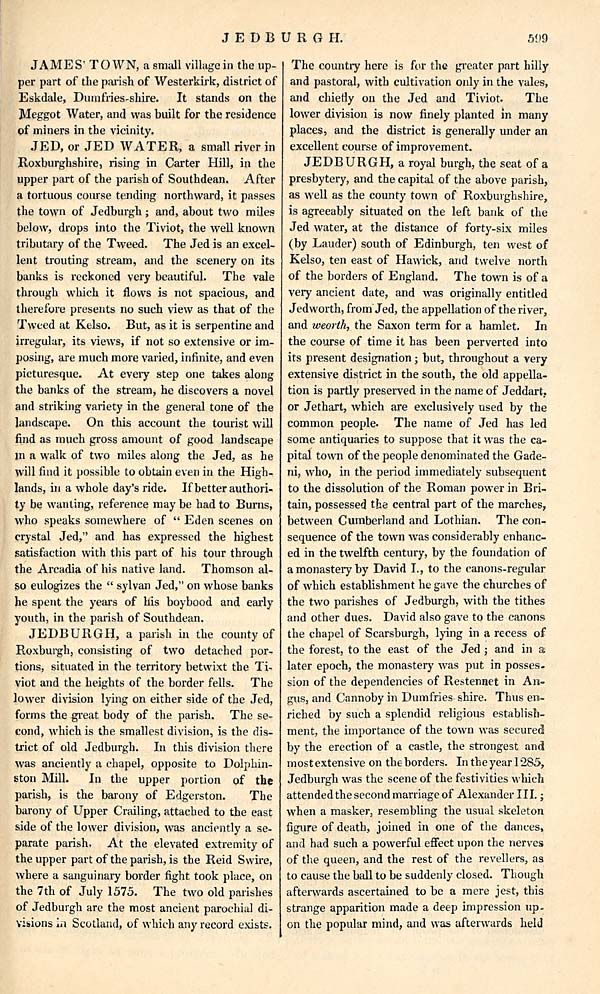 JEDBURGH. 599
JAMES' TOWN, a small village in the up-
per part of the parish of Westerkirk, district of
Eskdale, Dumfries-shire. It stands on the
Meggot Water, and was built for the residence
of miners in the vicinity.
JED, or JED WATER, a small river in
Roxburghshire, rising in Carter Hill, in the
upper part of the parish of Southdean. After
a tortuous course tending northward, it passes
the town of Jedburgh; and, about two miles
below, drops into the Tiviot, the well known
tributary of the Tweed. The Jed is an excel-
lent trouting stream, and the scenery on its
banks is reckoned very beautiful. The vale
through which it flows is not spacious, and
therefore presents no such view as that of the
Tweed at Kelso. But, as it is serpentine and
irregular, its views, if not so extensive or im-
posing, are much more varied, infinite, and even
picturesque. At every step one takes along
the banks of the stream, he discovers a novel
and striking variety in the general tone of the
landscape. On this account the tourist will
find as much gross amount of good landscape
in a walk of two miles along the Jed, as he
will find it possible to obtain even in the High-
lands, in a whole day's ride. If better authori-
ty be wanting, reference may be had to Burns,
who speaks somewhere of " Eden scenes on
crystal Jed," and has expressed the highest
satisfaction with this part of his tour through
the Arcadia of his native land. Thomson al-
so eulogizes the " sylvan Jed," on whose banks
he spent the years of his boyhood and early
youth, in the parish of Southdean.
JEDBURGH, a parish in the county of
Roxburgh, consisting of two detached por-
tions, situated in the territory betwixt the Ti-
viot and the heights of the border fells. The
lower division lying on either side of the Jed,
forms the great body of the parish. The se-
cond, which is the smallest division, is the dis-
trict of old Jedburgh. In this division there
was anciently a chapel, opposite to Dolphin-
ston Mill. In the upper portion of the
parish, is the barony of Edgerston. The
barony of Upper Crailing, attached to the east
side of the lower division, was anciently a se-
parate parish. At the elevated extremity of
the upper part of the parish, is the Reid Swire,
where a sanguinary border fight took place, on
the 7th of July 1575. The two old parishes
of Jedburgh are the most ancient parochial di-
visions in Scotland, of which any record exists.
The country here is for the greater part hilly
and pastoral, with cultivation only in the vales,
and chiefly on the Jed and Tiviot. The
lower division is now finely planted in many
places, and the district is generally under an
excellent course of improvement.
JEDBURGH, a royal burgh, the seat of a
presbytery, and the capital of the above parish,
as well as the county town of Roxburghshire,
is agreeably situated on the left bank of the
Jed water, at the distance of forty-six miles
(by Lauder) south of Edinburgh, ten west of
Kelso, ten east of Hawick, and twelve north
of the borders of England. The town is of a
very ancient date, and was originally entitled
Jedworth, from Jed, the appellation of the river,
and weorth, the Saxon term for a hamlet. In
the course of time it has been perverted into
its present designation; but, throughout a very
extensive district in the south, the old appella-
tion is partly preserved in the name of Jeddart,
or Jethart, which are exclusively used by the
common people. The name of Jed has led
some antiquaries to suppose that it was the ca-
pital town of the people denominated the Gade-
ni, who, in the period immediately subsequent
to the dissolution of the Roman power in Bri-
tain, possessed the central part of the marches,
between Cumberland and Lothian. The con-
sequence of the town was considerably enhanc-
ed in the twelfth century, by the foundation of
a monastery by David I., to the canons-regular
of which establishment he gave the churches of
the two parishes of Jedburgh, with the tithes
and other dues. David also gave to the canons
the chapel of Scarsburgh, lying in a recess of
the forest, to the east of the Jed; and in a
later epoch, the monastery was put in posses-
sion of the dependencies of Restennet in An-
gus, and Cannoby in Dumfries-shire. Thus en-
riched by such a splendid religious establish-
ment, the importance of the town was secured
by the erection of a castle, the strongest and
most extensive on the borders. In the year 1285,
Jedburgh was the scene of the festivities which
attended the second marriage of Alexander III.;
when a masker, resembling the usual skeleton
figure of death, joined in one of the dances,
and had such a powerful effect upon the nerves
of the queen, and the rest of the revellers, as
to cause the ball to be suddenly closed. Though
afterwards ascertained to be a mere jest, this
strange apparition made a deep impression up-
on the popular mind, and was afterwards held